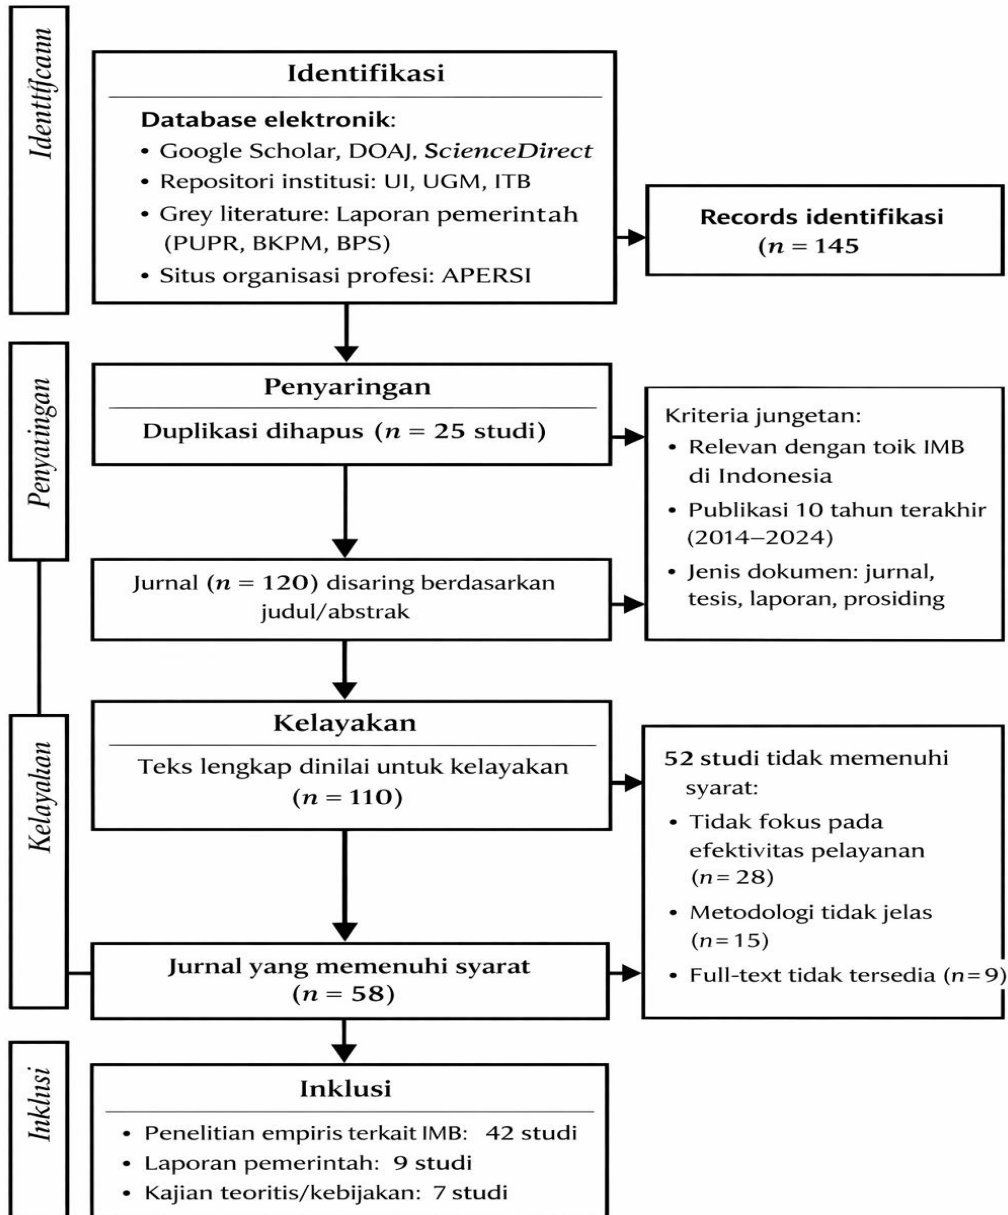 Identtifjcaınn
Identifikasi
Database elektronik:
• Google Scholar, DOAJ, ScienceDirect
• Repositori institusi: UI, UGM, ITB
• Grey literature: Laporan pemerintah
(PUPR, BKPM, BPS)
• Situs organisasi profesi: APERSI
Records identifikasi
(n = 145
Penyaıingan
Penyaringan
Duplikasi dihapus (n = 25 studi)
Jurnal (n = 120) disaring berdasarkan
judul/abstrak
Kriteria jungetan:
• Relevan dengan toik IMB
di Indonesia
• Publikasi 10 tahun terakhir
(2014–2024)
• Jenis dokumen: jurnal,
tesis, laporan, prosiding
Kelayahan
Kelayakan
Teks lengkap dinilai untuk kelayakan
(n = 110)
52 studi tidak memenuhi
syarat:
• Tidak fokus pada
efektivitas pelayanan
(n = 28)
• Metodologi tidak jelas
(n = 15)
• Full-text tidak tersedia (n = 9)
Jurnal yang memenuhi syarat
(n = 58)
Inklusi
Inklusi
• Penelitian empiris terkait IMB: 42 studi
• Laporan pemerintah: 9 studi
• Kajian teoritis/kebijakan: 7 studi